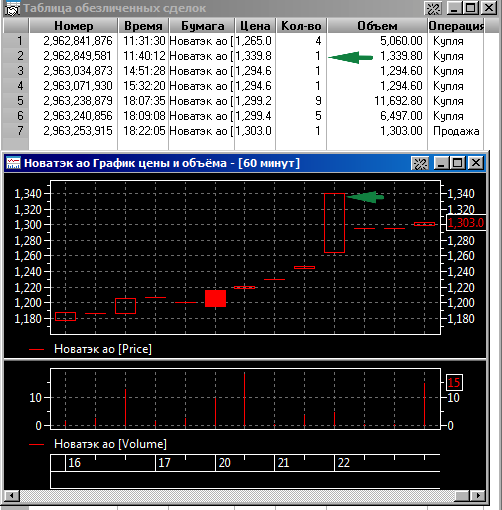 Таблица обезличенных сделок
Номер Время Бумага Цена Кол-во Объем Операция
1 2,962,841,876 11:31:30 Новатэк ао [ 1,265.0 4 5,060.00 Купля
2 2,962,849,581 11:40:12 Новатэк ао [ 1,339.8 1 1,339.80 Купля
3 2,963,034,873 14:51:28 Новатэк ао [ 1,294.6 1 1,294.60 Купля
4 2,963,071,930 15:32:20 Новатэк ао [ 1,294.6 1 1,294.60 Купля
5 2,963,238,879 18:07:35 Новатэк ао [ 1,299.2 9 11,692.80 Купля
6 2,963,240,856 18:09:08 Новатэк ао [ 1,299.4 5 6,497.00 Купля
7 2,963,253,915 18:22:05 Новатэк ао [ 1,303.0 1 1,303.00 Продажа
Новатэк ао График цены и объёма - [60 минут]
1,340 1,340
1,320 1,320
1,300 1,303.0
1,280 1,280
1,260 1,260
1,240 1,240
1,220 1,220
1,200 1,200
1,180 1,180
Новатэк ао [Price]
15
10 10
0 0
Новатэк ао [Volume]
16 17 20 21 22